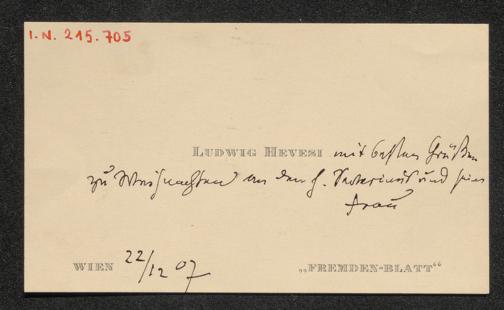 I.N. 215.705
LUDWIG HEVESI mit besten Grüßen
zu Weihnachten an den H. und seine
Frau
WIEN 22/12 07 „FREMDEN-BLATT“